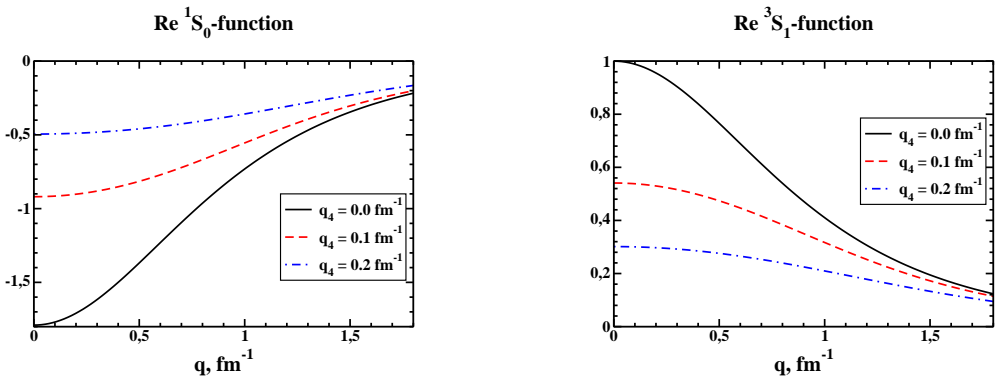 Re ¹S₀-function
0
-0,5
-1
-1,5
0
0,5
1
1,5
q, fm⁻¹
q₄ = 0.0 fm⁻¹
q₄ = 0.1 fm⁻¹
q₄ = 0.2 fm⁻¹
Re ³S₁-function
1
0,8
0,6
0,4
0,2
0
0
0,5
1
1,5
q, fm⁻¹
q₄ = 0.0 fm⁻¹
q₄ = 0.1 fm⁻¹
q₄ = 0.2 fm⁻¹